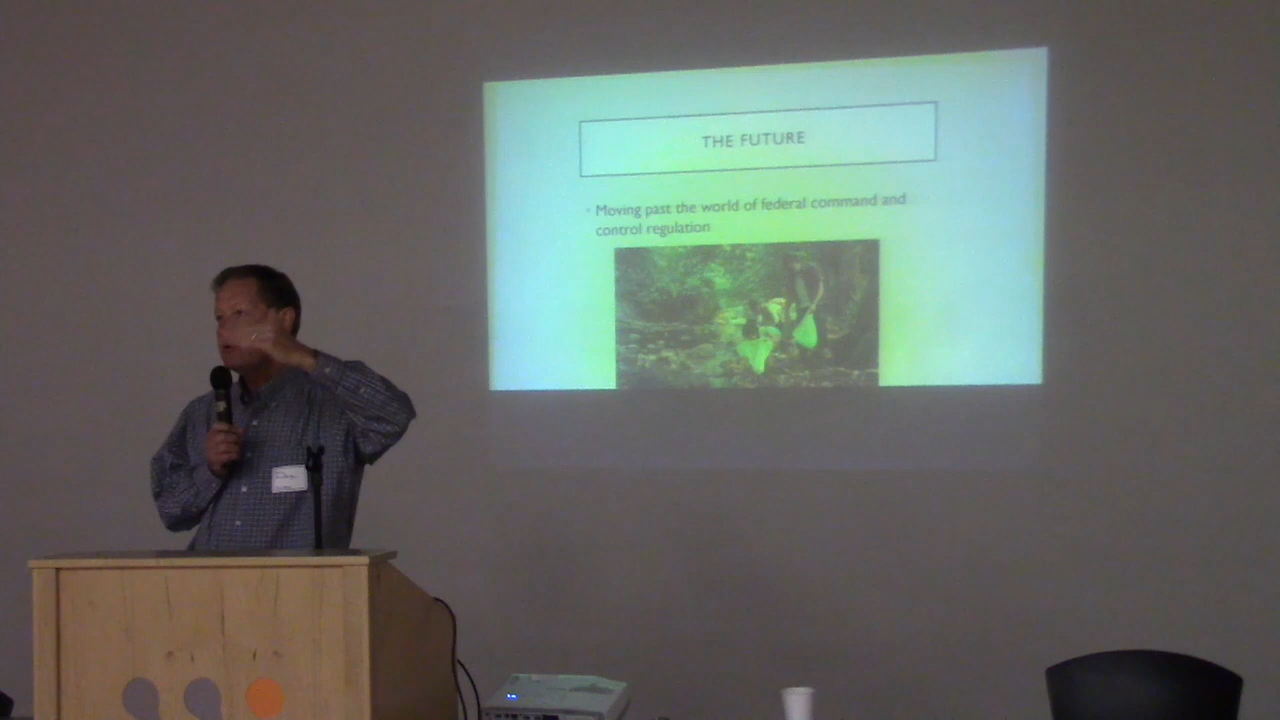 THE FUTURE
• Moving past the world of federal command and
control regulation